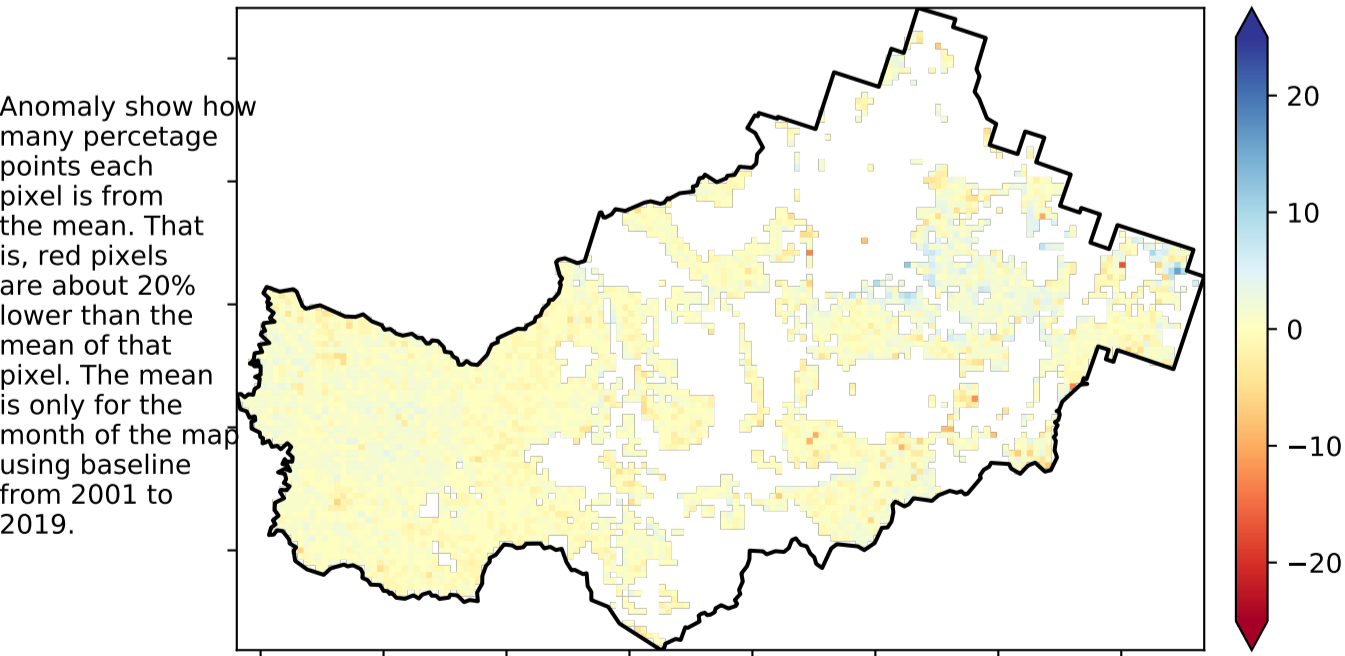 Anomaly show how
many percetage
points each
pixel is from
the mean. That
is, red pixels
are about 20%
lower than the
mean of that
pixel. The mean
is only for the
month of the map
using baseline
from 2001 to
2019.
20
10
0
−10
−20